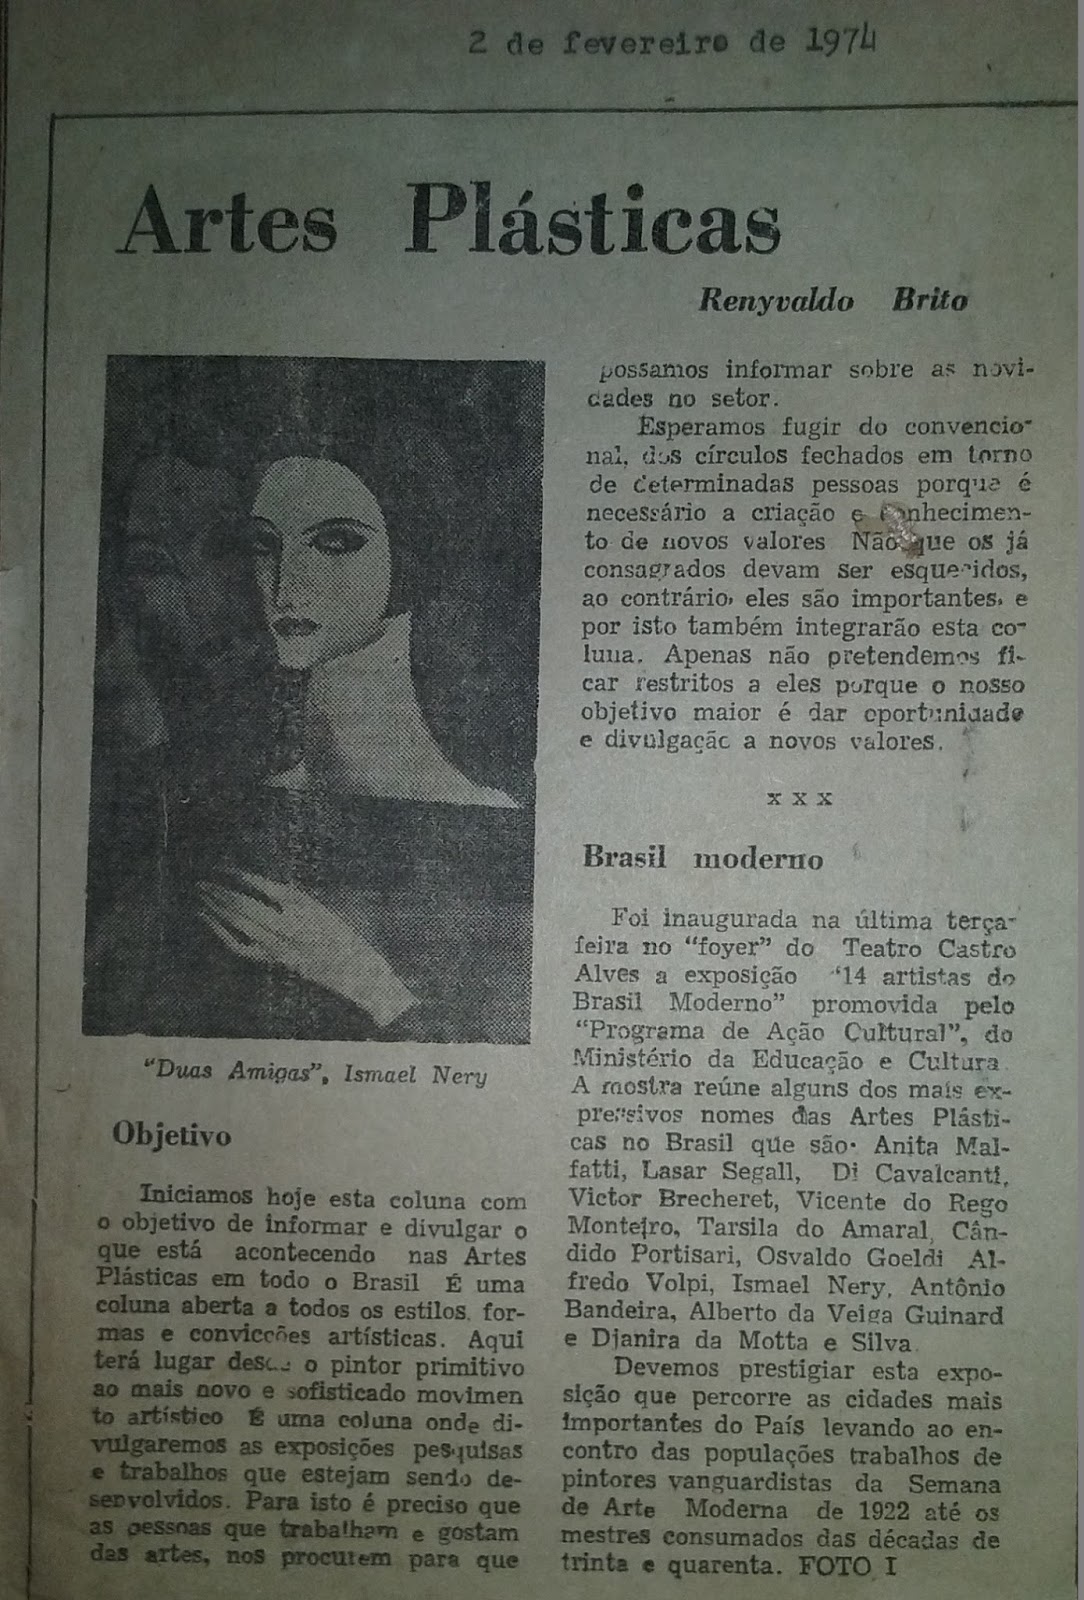 2 de fevereiro de 1974
Artes Plásticas
Renyvaldo Brito
"Duas Amigas", Ismael Nery
Objetivo
Iniciamos hoje esta coluna com
o objetivo de informar e divulgar o
que está acontecendo nas Artes
Plásticas em todo o Brasil É uma
coluna aberta a todos os estilos, for-
mas e convicções artísticas. Aqui
terá lugar desde o pintor primitivo
ao mais novo e sofisticado movimen
to artístico É uma coluna onde di-
vulgaremos as exposições pesquisas
e trabalhos que estejam sendo de-
senvolvidos. Para isto é preciso que
as pessoas que trabalham e gostam
das artes, nos procurem para que
possamos informar sobre as novi-
dades no setor.
Esperamos fugir do convencio-
nal, dos círculos fechados em torno
de determinadas pessoas porque é
necessário a criação e conhecimen-
to de novos valores Não que os já
consagrados devam ser esquecidos,
ao contrário, eles são importantes, e
por isto também integrarão esta co-
luna. Apenas não pretendemos fi-
car restritos a eles porque o nosso
objetivo maior é dar oportunidade
e divulgação a novos valores.
x x x
Brasil moderno
Foi inaugurada na última terça-
feira no "foyer" do Teatro Castro
Alves a exposição "14 artistas do
Brasil Moderno" promovida pelo
"Programa de Ação Cultural", do
Ministério da Educação e Cultura.
A mostra reúne alguns dos mais ex-
pressivos nomes das Artes Plásti-
cas no Brasil que são: Anita Mal-
fatti, Lasar Segall, Di Cavalcanti,
Victor Brecheret, Vicente do Rego
Monteiro, Tarsila do Amaral, Cân-
dido Portisari, Osvaldo Goeldi Al-
fredo Volpi, Ismael Nery, Antônio
Bandeira, Alberto da Veiga Guinard
e Djanira da Motta e Silva.
Devemos prestigiar esta expo-
sição que percorre as cidades mais
importantes do País levando ao en-
contro das populações trabalhos de
pintores vanguardistas da Semana
de Arte Moderna de 1922 até os
mestres consumados das décadas de
trinta e quarenta. FOTO I